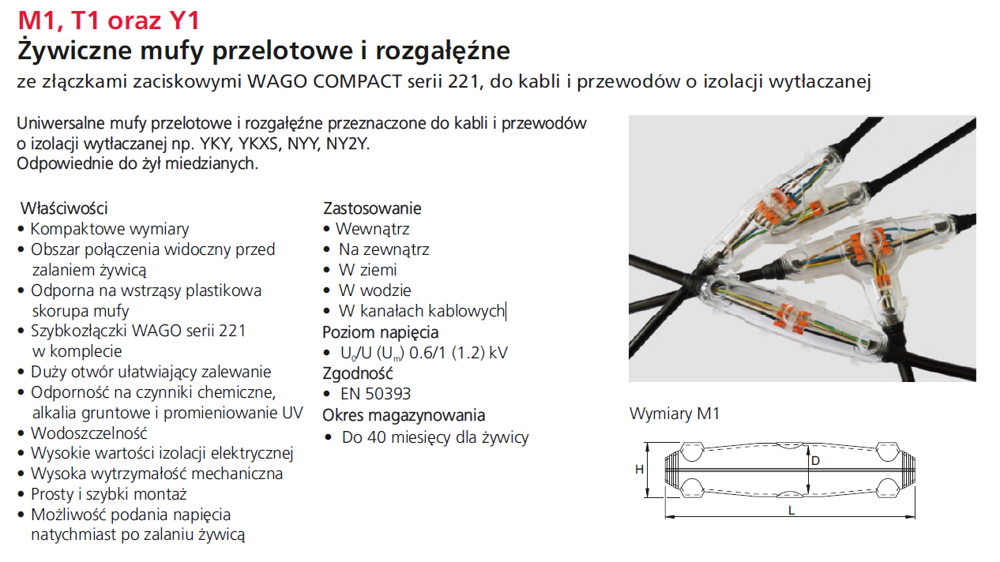 M1, T1 oraz Y1
Żywiczne mufy przelotowe i rozgałęźne
ze złączkami zaciskowymi WAGO COMPACT serii 221, do kabli i przewodów o izolacji wytłaczanej
Uniwersalne mufy przelotowe i rozgałęźne przeznaczone do kabli i przewodów
o izolacji wytłaczanej np. YKY, YKXS, NYY, NY2Y.
Odpowiednie do żył miedzianych.
Właściwości
• Kompaktowe wymiary
• Obszar połączenia widoczny przed
zalaniem żywicą
• Odporna na wstrząsy plastikowa
skorupa mufy
• Szybkozłączki WAGO serii 221
w komplecie
• Duży otwór ułatwiający zalewanie
• Odporność na czynniki chemiczne,
alkalia gruntowe i promieniowanie UV
• Wodoszczelność
• Wysokie wartości izolacji elektrycznej
• Wysoka wytrzymałość mechaniczna
• Prosty i szybki montaż
• Możliwość podania napięcia
natychmiast po zalaniu żywicą
Zastosowanie
• Wewnątrz
• Na zewnątrz
• W ziemi
• W wodzie
• W kanałach kablowych
Poziom napięcia
• U0/U (Um) 0.6/1 (1.2) kV
Zgodność
• EN 50393
Okres magazynowania
• Do 40 miesięcy dla żywicy
Wymiary M1
H
D
L